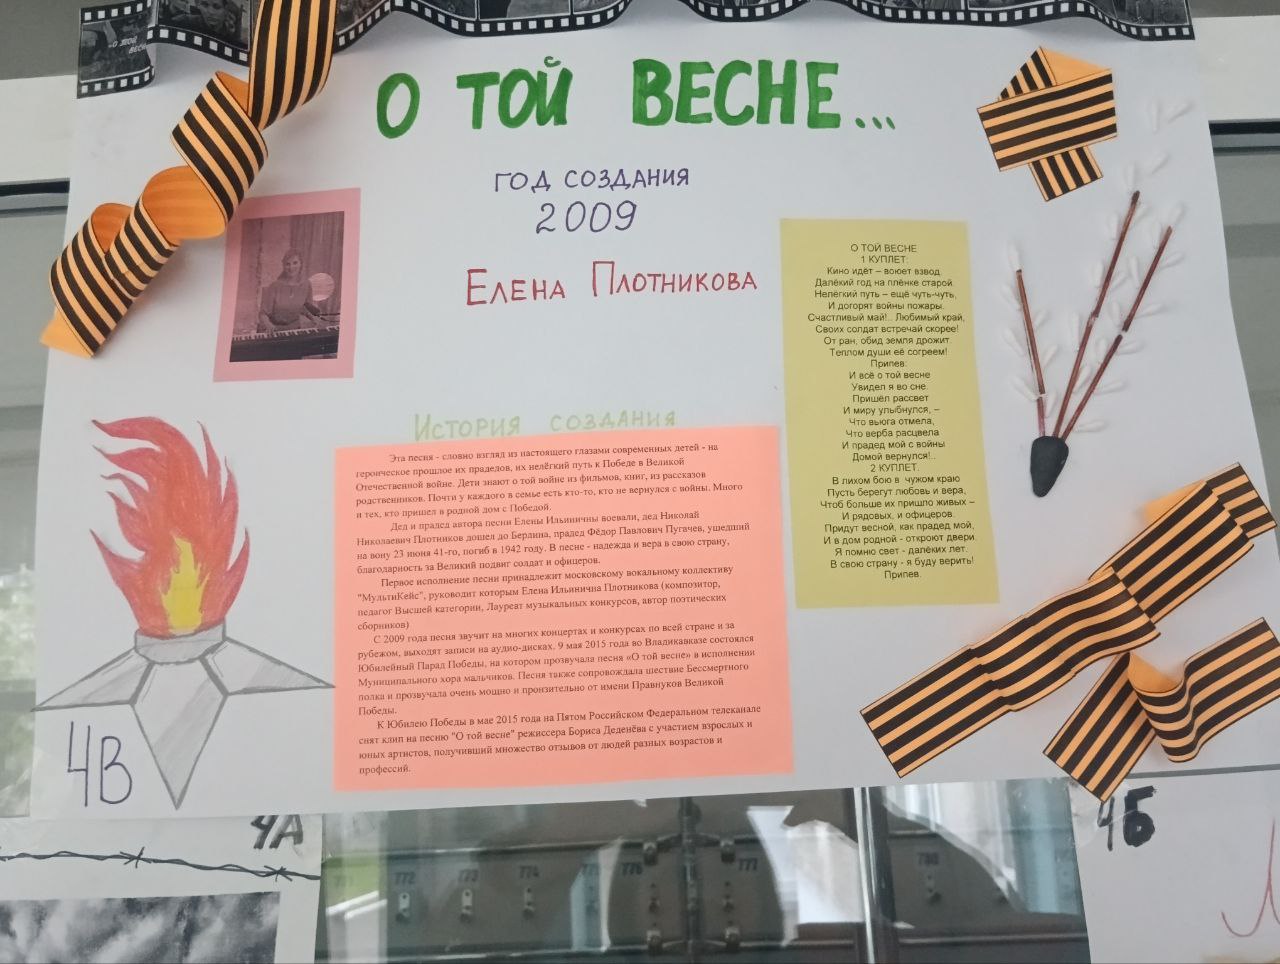 О ТОЙ ВЕСНЕ...
ГОД СОЗДАНИЯ
2009
ЕЛЕНА ПЛОТНИКОВА
О ТОЙ ВЕСНЕ
1 КУПЛЕТ:
Кино идёт – воюет взвод.
Далёкий год на плёнке старой.
Нелёгкий путь – ещё чуть-чуть,
И догорят войны пожары.
Счастливый май!.. Любимый край,
Своих солдат встречай скорее!
От ран, обид земля дрожит.
Теплом души её согреем!
Припев:
И всё о той весне
Увидел я во сне.
Пришёл рассвет
И миру улыбнулся, –
Что вьюга отмела,
Что верба расцвела
И прадед мой с войны
Домой вернулся!..
2 КУПЛЕТ.
В лихом бою в чужом краю
Пусть берегут любовь и вера,
Чтоб больше их пришло живых –
И рядовых, и офицеров.
Придут весной, как прадед мой,
И в дом родной - откроют двери.
Я помню свет - далёких лет.
В свою страну - я буду верить!
Припев.
ИСТОРИЯ СОЗДАНИЯ
Эта песня - словно взгляд из настоящего глазами современных детей - на
героическое прошлое их прадедов, их нелёгкий путь к Победе в Великой
Отечественной войне. Дети знают о той войне из фильмов, книг, из рассказов
родственников. Почти у каждого в семье есть кто-то, кто не вернулся с войны. Много
и тех, кто пришел в родной дом с Победой.
Дед и прадед автора песни Елены Ильиничны воевали, дед Николай
Николаевич Плотников дошел до Берлина, прадед Фёдор Павлович Пугачев, ушедший
на вону 23 июня 41-го, погиб в 1942 году. В песне - надежда и вера в свою страну,
благодарность за Великий подвиг солдат и офицеров.
Первое исполнение песни принадлежит московскому вокальному коллективу
"МультиКейс", руководит которым Елена Ильинична Плотникова (композитор,
педагог Высшей категории, Лауреат музыкальных конкурсов, автор поэтических
сборников)
С 2009 года песня звучит на многих концертах и конкурсах по всей стране и за
рубежом, выходят записи на аудио-дисках. 9 мая 2015 года во Владикавказе состоялся
Юбилейный Парад Победы, на котором прозвучала песня «О той весне» в исполнении
Муниципального хора мальчиков. Песня также сопровождала шествие Бессмертного
полка и прозвучала очень мощно и пронзительно от имени Правнуков Великой
Победы.
К Юбилею Победы в мае 2015 года на Пятом Российском Федеральном телеканале
снят клип на песню "О той весне" режиссера Бориса Деденёва с участием взрослых и
юных артистов, получивший множество отзывов от людей разных возрастов и
профессий.
4В
4А
4Б
772
773
774
775
776
777
780